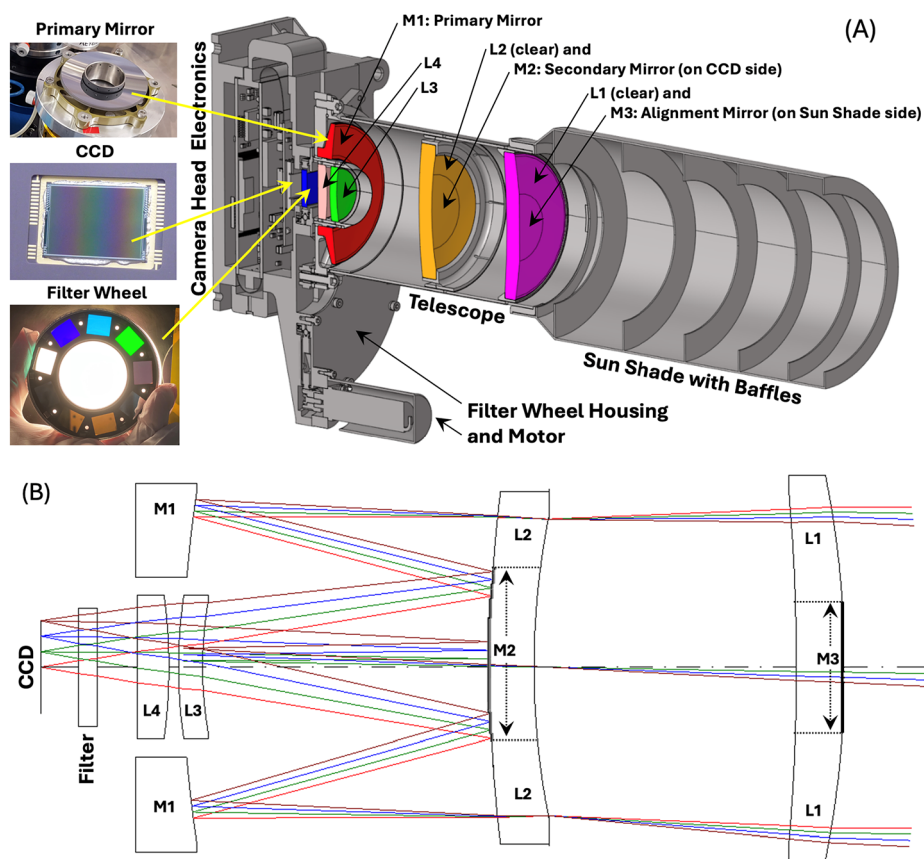 Primary Mirror
CCD
Filter Wheel
Camera Head Electronics
M1: Primary Mirror
L4
L3
L2 (clear) and
M2: Secondary Mirror (on CCD side)
L1 (clear) and
M3: Alignment Mirror (on Sun Shade side)
(A)
Telescope
Sun Shade with Baffles
Filter Wheel Housing
and Motor
(B)
M1
L2
L1
CCD
M2
M3
Filter
L4
L3
M1
L2
L1